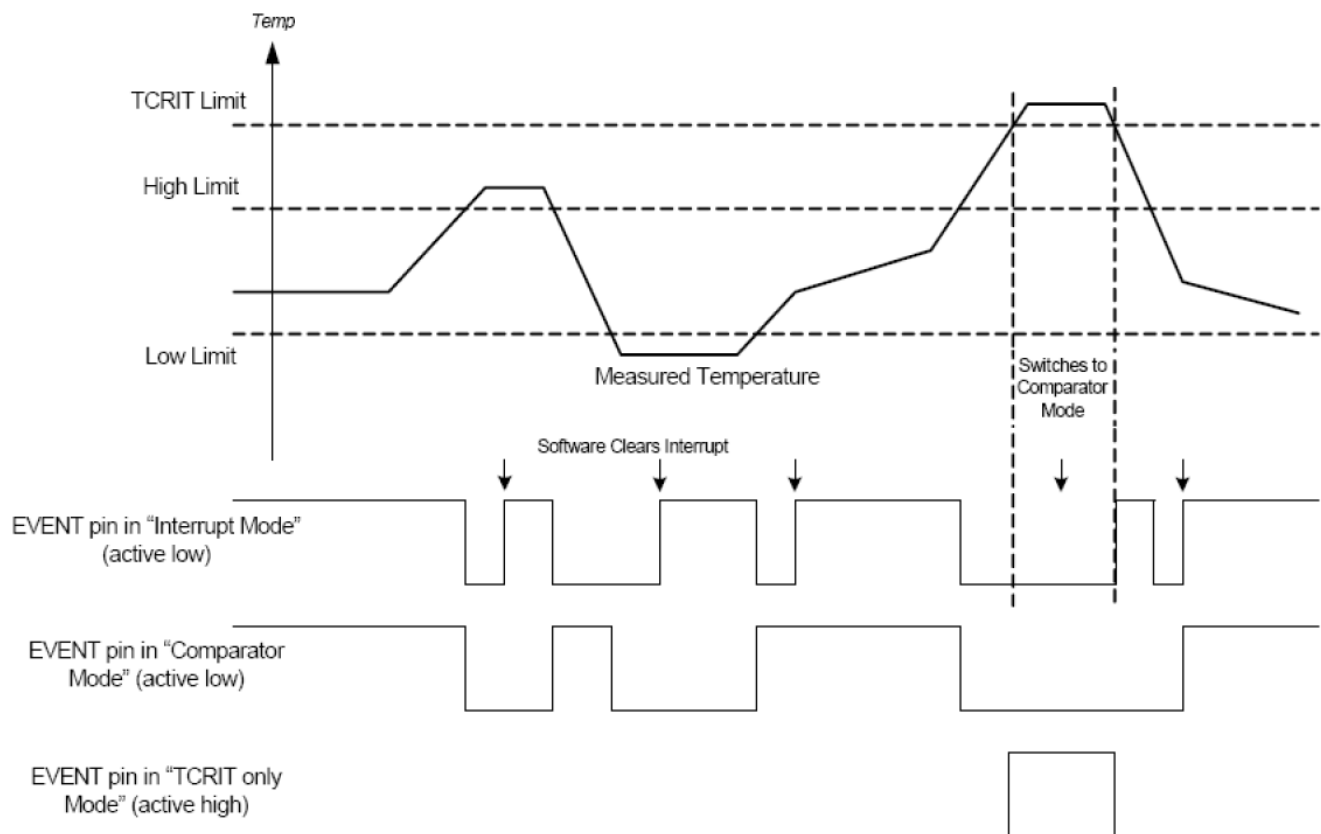 Temp
TCRIT Limit
High Limit
Low Limit
Measured Temperature
Switches to
Comparator
Mode
Software Clears Interrupt
EVENT pin in “Interrupt Mode”
(active low)
EVENT pin in “Comparator
Mode” (active low)
EVENT pin in “TCRIT only
Mode” (active high)